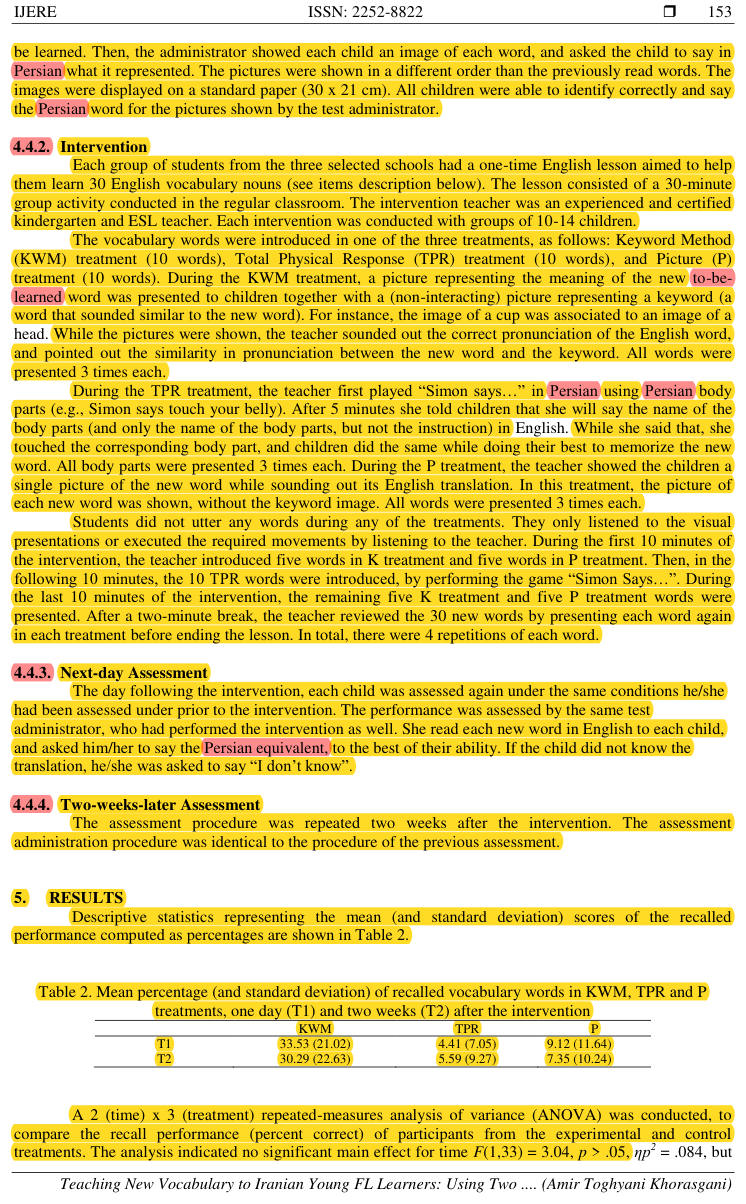 IJERE ISSN: 2252-8822 ❒ 153
be learned. Then, the administrator showed each child an image of each word, and asked the child to say in
Persian what it represented. The pictures were shown in a different order than the previously read words. The
images were displayed on a standard paper (30 x 21 cm). All children were able to identify correctly and say
the Persian word for the pictures shown by the test administrator.
4.4.2. Intervention
Each group of students from the three selected schools had a one-time English lesson aimed to help
them learn 30 English vocabulary nouns (see items description below). The lesson consisted of a 30-minute
group activity conducted in the regular classroom. The intervention teacher was an experienced and certified
kindergarten and ESL teacher. Each intervention was conducted with groups of 10-14 children.
The vocabulary words were introduced in one of the three treatments, as follows: Keyword Method
(KWM) treatment (10 words), Total Physical Response (TPR) treatment (10 words), and Picture (P)
treatment (10 words). During the KWM treatment, a picture representing the meaning of the new to-be-
learned word was presented to children together with a (non-interacting) picture representing a keyword (a
word that sounded similar to the new word). For instance, the image of a cup was associated to an image of a
head. While the pictures were shown, the teacher sounded out the correct pronunciation of the English word,
and pointed out the similarity in pronunciation between the new word and the keyword. All words were
presented 3 times each.
During the TPR treatment, the teacher first played “Simon says…” in Persian using Persian body
parts (e.g., Simon says touch your belly). After 5 minutes she told children that she will say the name of the
body parts (and only the name of the body parts, but not the instruction) in English. While she said that, she
touched the corresponding body part, and children did the same while doing their best to memorize the new
word. All body parts were presented 3 times each. During the P treatment, the teacher showed the children a
single picture of the new word while sounding out its English translation. In this treatment, the picture of
each new word was shown, without the keyword image. All words were presented 3 times each.
Students did not utter any words during any of the treatments. They only listened to the visual
presentations or executed the required movements by listening to the teacher. During the first 10 minutes of
the intervention, the teacher introduced five words in K treatment and five words in P treatment. Then, in the
following 10 minutes, the 10 TPR words were introduced, by performing the game “Simon Says…”. During
the last 10 minutes of the intervention, the remaining five K treatment and five P treatment words were
presented. After a two-minute break, the teacher reviewed the 30 new words by presenting each word again
in each treatment before ending the lesson. In total, there were 4 repetitions of each word.
4.4.3. Next-day Assessment
The day following the intervention, each child was assessed again under the same conditions he/she
had been assessed under prior to the intervention. The performance was assessed by the same test
administrator, who had performed the intervention as well. She read each new word in English to each child,
and asked him/her to say the Persian equivalent, to the best of their ability. If the child did not know the
translation, he/she was asked to say “I don’t know”.
4.4.4. Two-weeks-later Assessment
The assessment procedure was repeated two weeks after the intervention. The assessment
administration procedure was identical to the procedure of the previous assessment.
5. RESULTS
Descriptive statistics representing the mean (and standard deviation) scores of the recalled
performance computed as percentages are shown in Table 2.
Table 2. Mean percentage (and standard deviation) of recalled vocabulary words in KWM, TPR and P
treatments, one day (T1) and two weeks (T2) after the intervention
KWM TPR P
T1 33.53 (21.02) 4.41 (7.05) 9.12 (11.64)
T2 30.29 (22.63) 5.59 (9.27) 7.35 (10.24)
A 2 (time) x 3 (treatment) repeated-measures analysis of variance (ANOVA) was conducted, to
compare the recall performance (percent correct) of participants from the experimental and control
treatments. The analysis indicated no significant main effect for time F(1,33) = 3.04, p > .05, ηp² = .084, but
Teaching New Vocabulary to Iranian Young FL Learners: Using Two .... (Amir Toghyani Khorasgani)